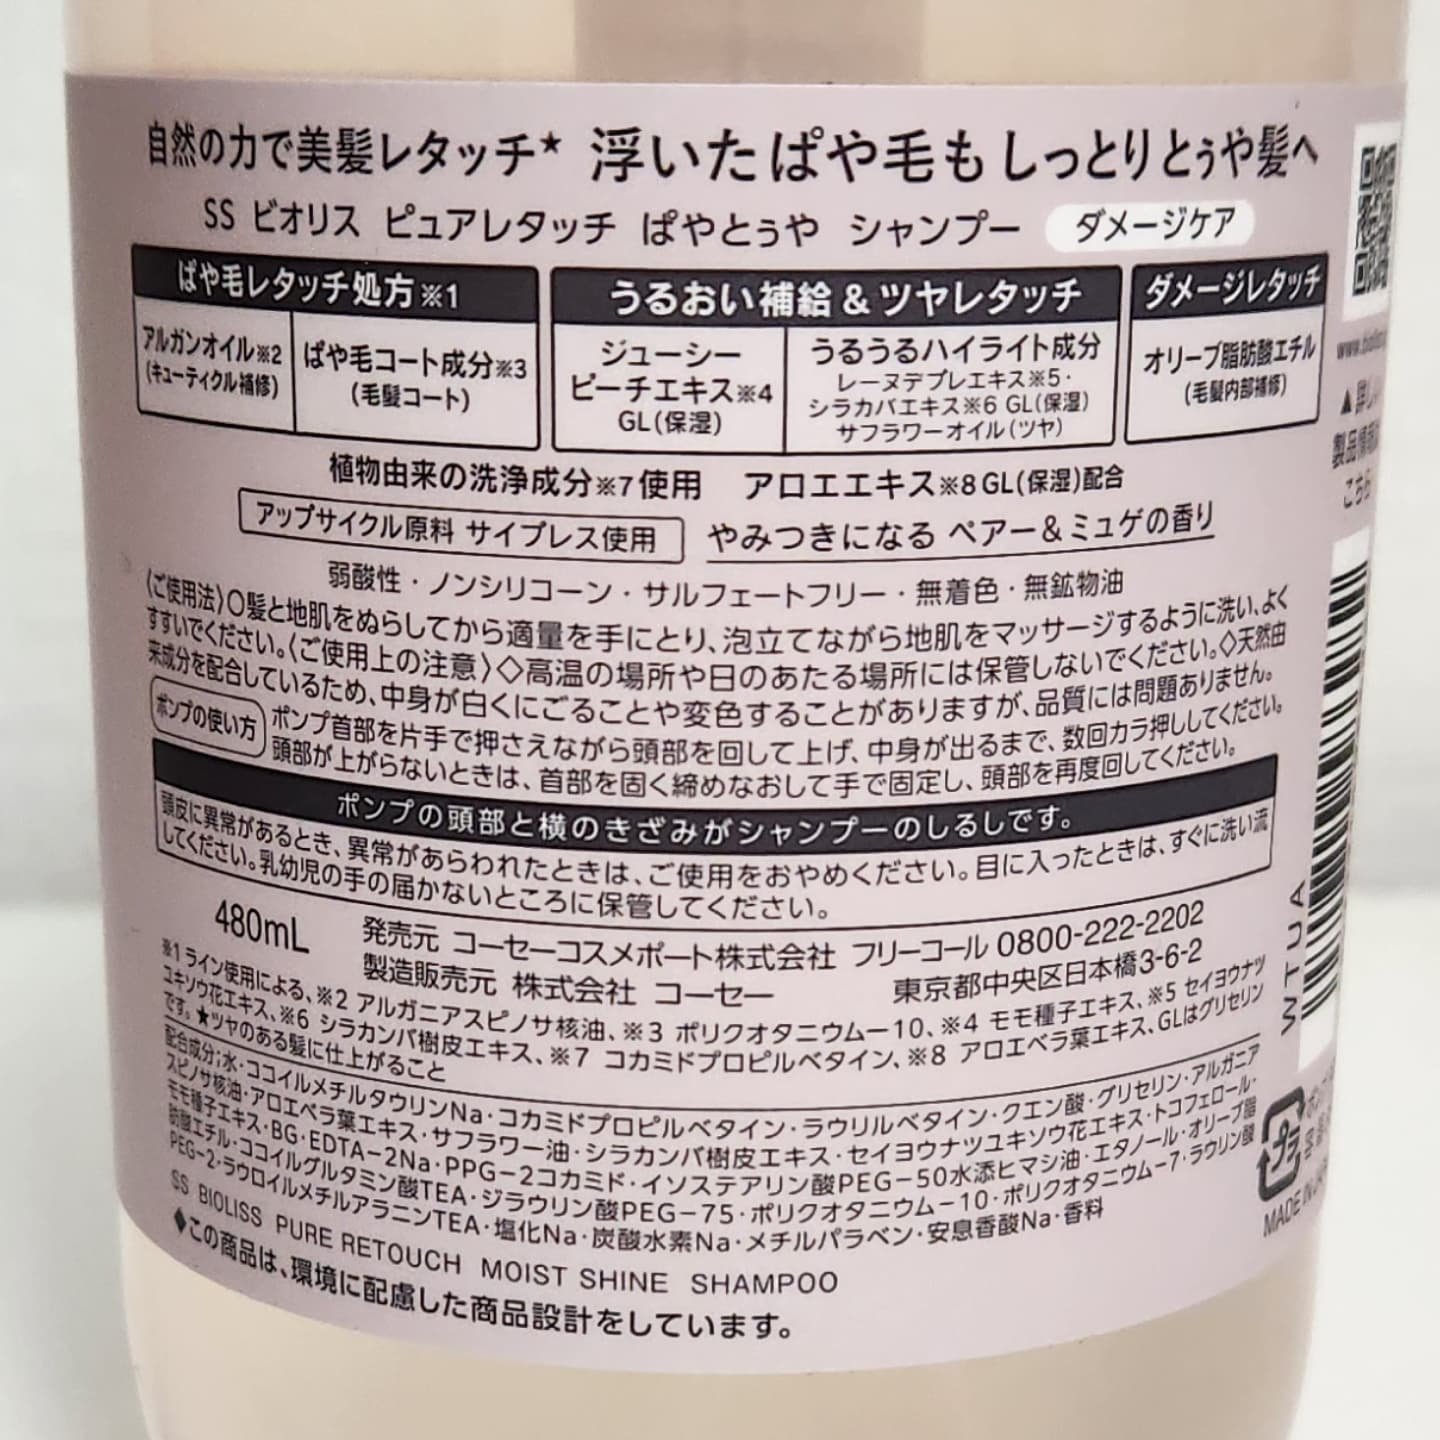 自然の力で美髪レタッチ★ 浮いたぱや毛も しっとりとぅや髪へ
SS ビオリス ピュアレタッチ ぱやとぅや シャンプー ダメージケア
ぱや毛レタッチ処方※1
アルガンオイル※2
(キューティクル補修)
ぱや毛コート成分※3
(毛髪コート)
うるおい補給&ツヤレタッチ
ジューシー
ピーチエキス※4
GL(保湿)
うるうるハイライト成分
レーヌデプレエキス※5・
シラカバエキス※6 GL(保湿)
サフラワーオイル(ツヤ)
ダメージレタッチ
オリーブ脂肪酸エチル
(毛髪内部補修)
植物由来の洗浄成分※7使用 アロエエキス※8GL(保湿)配合
アップサイクル原料 サイプレス使用 やみつきになる ペアー&ミュゲの香り
弱酸性・ノンシリコーン・サルフェートフリー・無着色・無鉱物油
〈ご使用法〉○髪と地肌をぬらしてから適量を手にとり、泡立てながら地肌をマッサージするように洗い、よく
すすいでください。〈ご使用上の注意〉◇高温の場所や日のあたる場所には保管しないでください。◇天然由
来成分を配合しているため、中身が白くにごることや変色することがありますが、品質には問題ありません。
ポンプの使い方 ポンプ首部を片手で押さえながら頭部を回して上げ、中身が出るまで、数回カラ押ししてください。
頭部が上がらないときは、首部を固く締めなおして手で固定し、頭部を再度回してください。
ポンプの頭部と横のきざみがシャンプーのしるしです。
頭皮に異常があるとき、異常があらわれたときは、ご使用をおやめください。目に入ったときは、すぐに洗い流
してください。乳幼児の手の届かないところに保管してください。
480mL
発売元 コーセーコスメポート株式会社 フリーコール 0800-222-2202
製造販売元 株式会社 コーセー 東京都中央区日本橋3-6-2
※1 ライン使用による、※2 アルガニアスピノサ核油、※3 ポリクオタニウム−10、※4 モモ種子エキス、※5 セイヨウナツ
ユキソウ花エキス、※6 シラカンバ樹皮エキス、※7 コカミドプロピルベタイン、※8 アロエベラ葉エキス、GLはグリセリン
です。★ツヤのある髪に仕上がること
配合成分;水・ココイルメチルタウリンNa・コカミドプロピルベタイン・ラウリルベタイン・クエン酸・グリセリン・アルガニア
スピノサ核油・アロエベラ葉エキス・サフラワー油・シラカンバ樹皮エキス・セイヨウナツユキソウ花エキス・トコフェロール・
モモ種子エキス・BG・EDTA−2Na・PPG−2コカミド・イソステアリン酸PEG−50水添ヒマシ油・エタノール・オリーブ脂
肪酸エチル・ココイルグルタミン酸TEA・ジラウリン酸PEG−75・ポリクオタニウム−10・ポリクオタニウム−7・ラウリン酸
PEG-2・ラウロイルメチルアラニンTEA・塩化Na・炭酸水素Na・メチルパラベン・安息香酸Na・香料
SS BIOLISS PURE RETOUCH MOIST SHINE SHAMPOO
◆この商品は、環境に配慮した商品設計をしています。
製品情報
こちら
WTUA
プラ
MADE IN